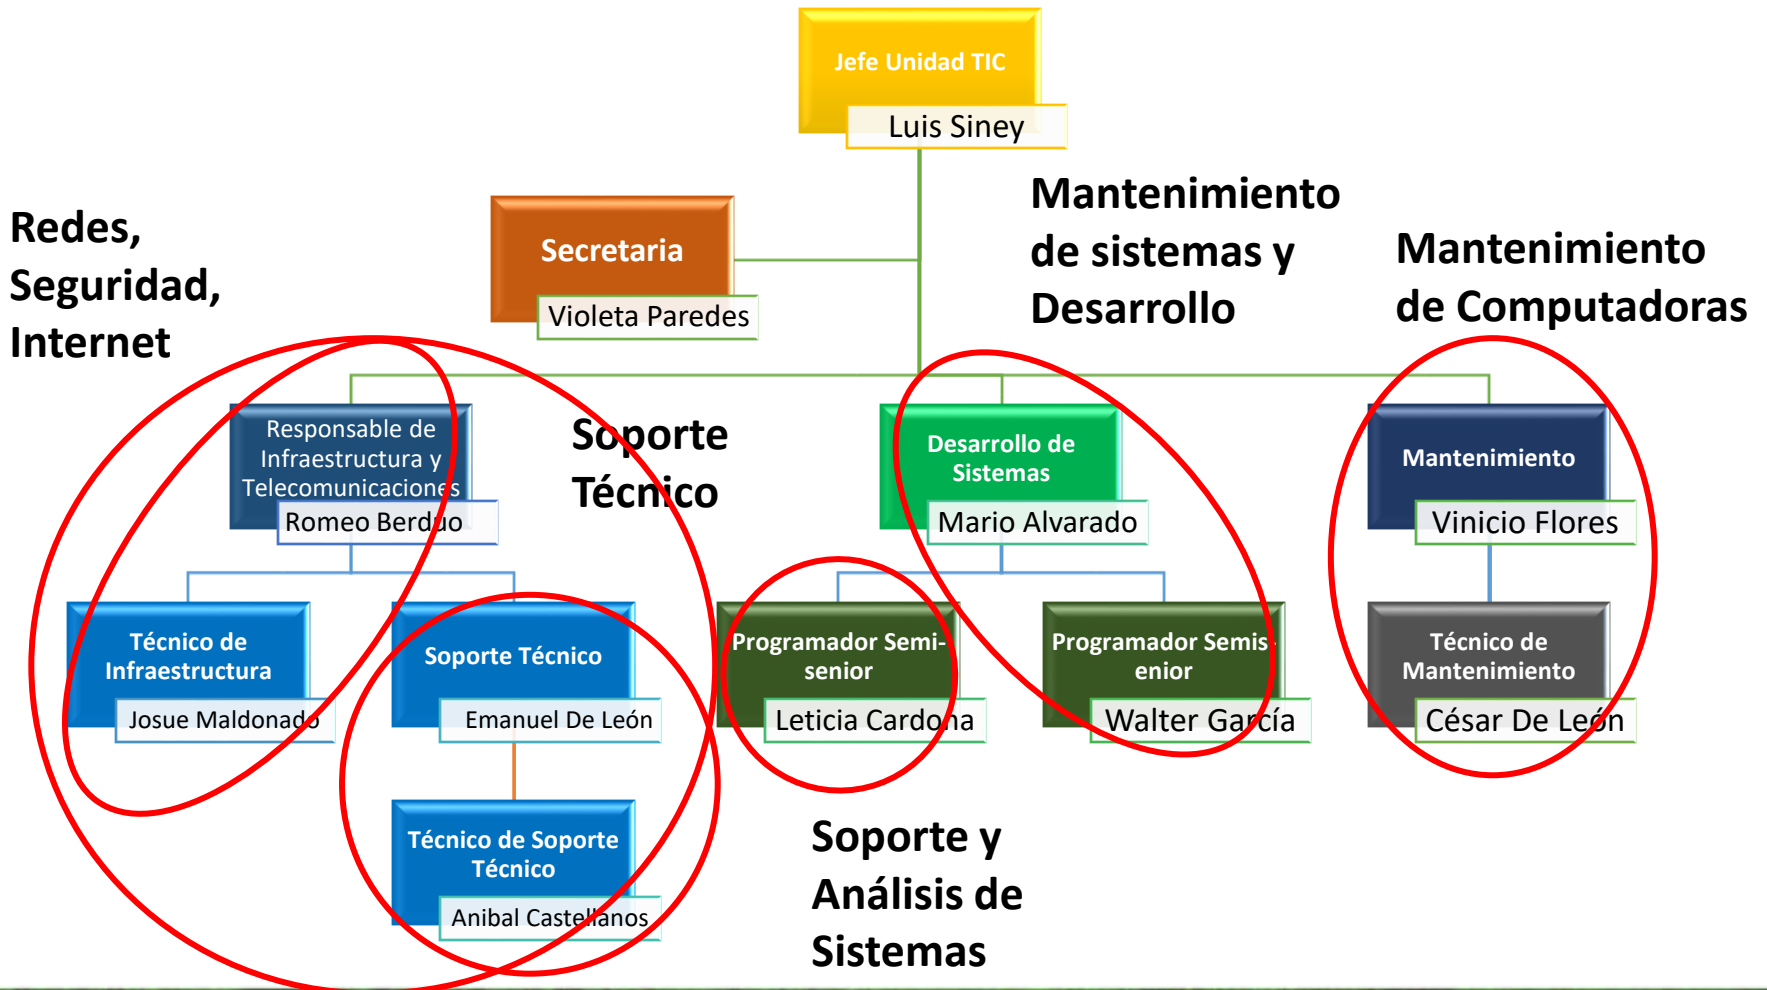 Jefe Unidad TIC
Luis Siney
Secretaria
Violeta Paredes
Redes,
Seguridad,
Internet
Mantenimiento
de sistemas y
Desarrollo
Mantenimiento
de Computadoras
Responsable de
Infraestructura y
Telecomunicaciones
Romeo Berduo
Soporte
Técnico
Desarrollo de
Sistemas
Mario Alvarado
Mantenimiento
Vinicio Flores
Técnico de
Infraestructura
Josue Maldonado
Soporte Técnico
Emanuel De León
Programador Semi-
senior
Leticia Cardona
Programador Semis-
enior
Walter García
Técnico de
Mantenimiento
César De León
Técnico de Soporte
Técnico
Anibal Castellanos
Soporte y
Análisis de
Sistemas